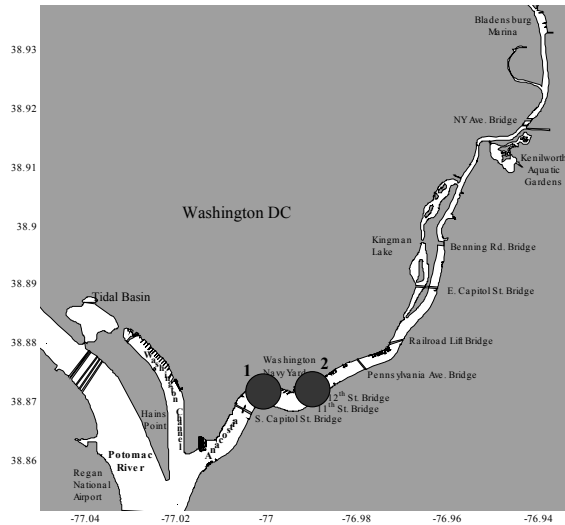 Bladensburg
Marina
38.93
38.92
NY Ave. Bridge
38.91
Kenilworth
Aquatic
Gardens
Washington DC
38.9
Kingman
Lake
Benning Rd. Bridge
38.89
E. Capitol St. Bridge
Tidal Basin
38.88
Railroad Lift Bridge
Washington Channel
1
Washington
Navy Yard
2
Pennsylvania Ave. Bridge
38.87
12th St. Bridge
11th St. Bridge
S. Capitol St. Bridge
Hains
Point
Anacostia
38.86
Potomac
River
Regan
National
Airport
-77.04
-77.02
-77
-76.98
-76.96
-76.94